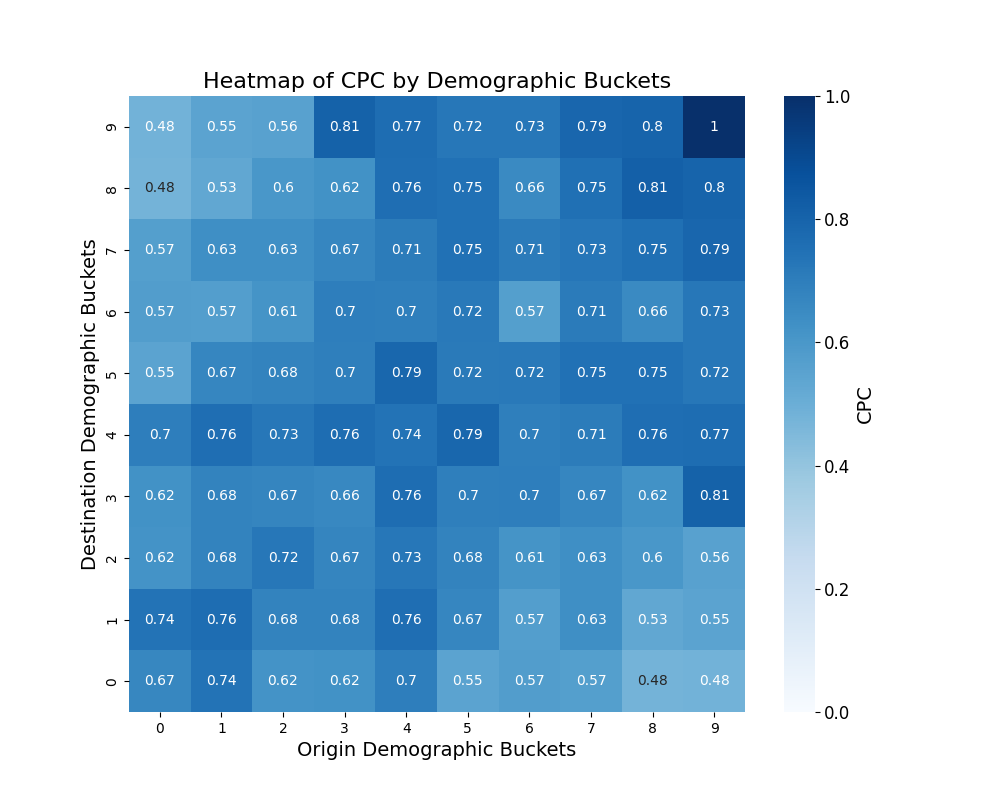 Heatmap of CPC by Demographic Buckets
9 0.48 0.55 0.56 0.81 0.77 0.72 0.73 0.79 0.8 1
8 0.48 0.53 0.6 0.62 0.76 0.75 0.66 0.75 0.81 0.8
7 0.57 0.63 0.63 0.67 0.71 0.75 0.71 0.73 0.75 0.79
6 0.57 0.57 0.61 0.7 0.7 0.72 0.57 0.71 0.66 0.73
5 0.55 0.67 0.68 0.7 0.79 0.72 0.72 0.75 0.75 0.72
4 0.7 0.76 0.73 0.76 0.74 0.79 0.7 0.71 0.76 0.77
3 0.62 0.68 0.67 0.66 0.76 0.7 0.7 0.67 0.62 0.81
2 0.62 0.68 0.72 0.67 0.73 0.68 0.61 0.63 0.6 0.56
1 0.74 0.76 0.68 0.68 0.76 0.67 0.57 0.63 0.53 0.55
0 0.67 0.74 0.62 0.62 0.7 0.55 0.57 0.57 0.48 0.48
0 1 2 3 4 5 6 7 8 9
Origin Demographic Buckets
Destination Demographic Buckets
1.0
0.8
0.6
0.4
0.2
0.0
CPC